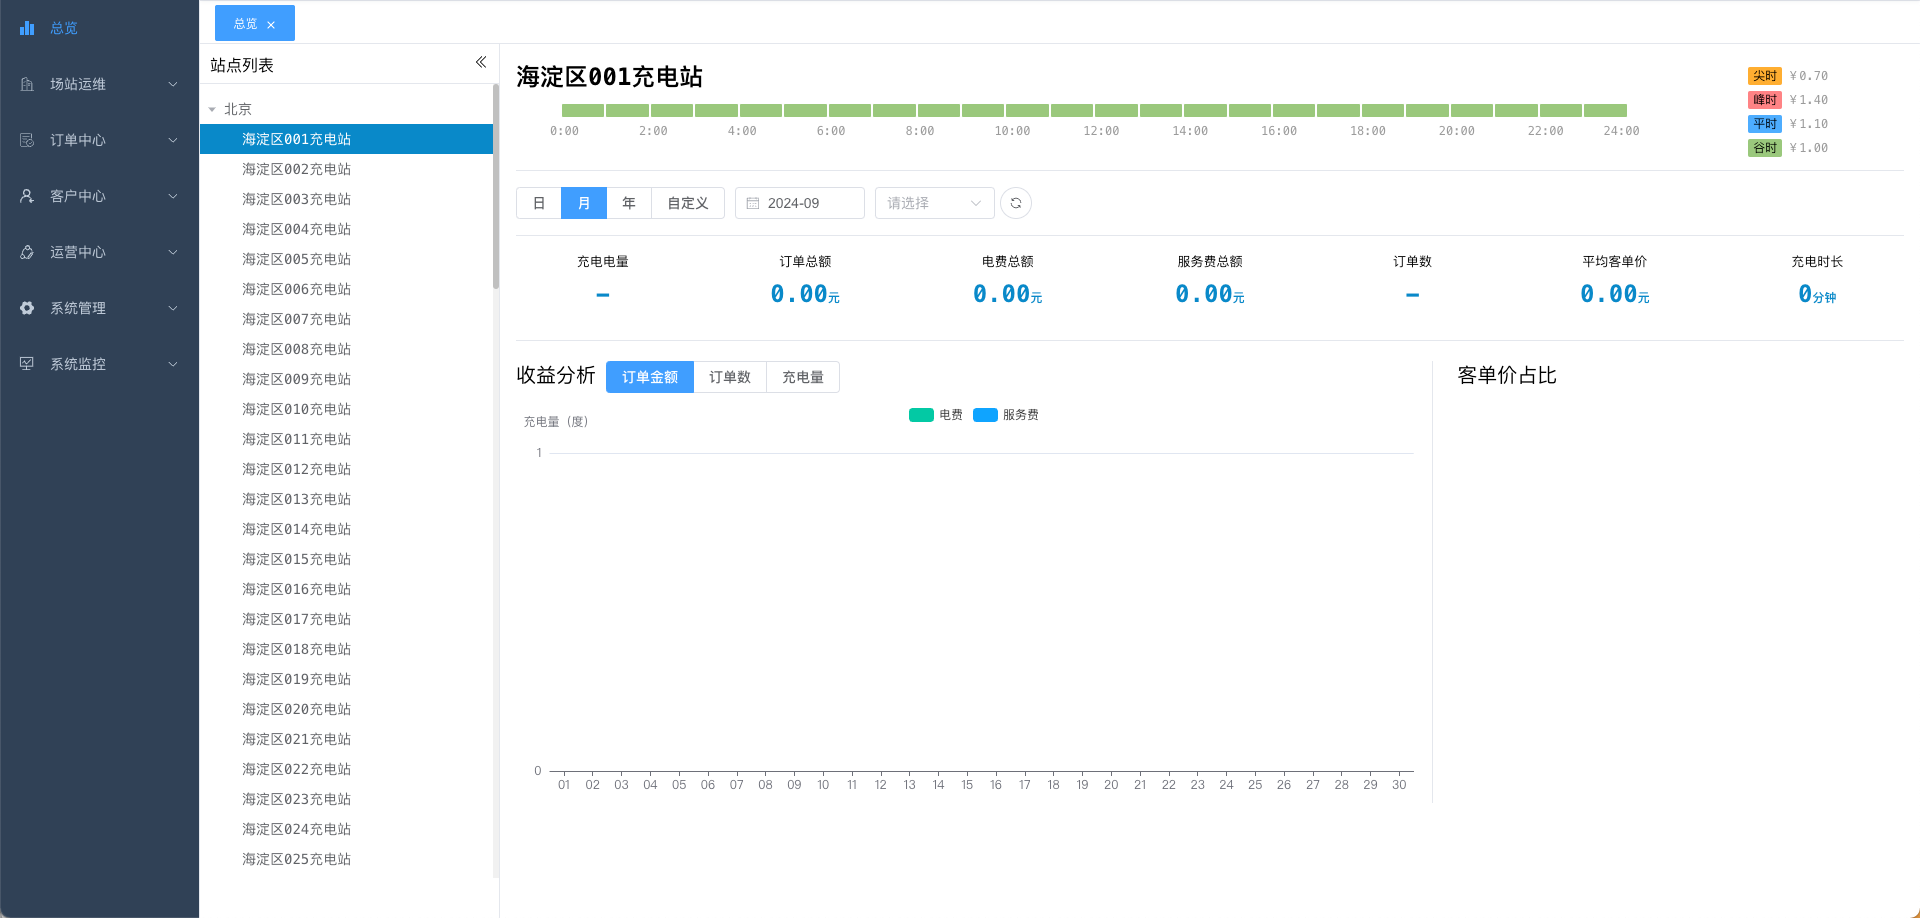 总览
场站运维
订单中心
客户中心
运营中心
系统管理
系统监控
总览 ×
站点列表
北京
海淀区001充电站
海淀区002充电站
海淀区003充电站
海淀区004充电站
海淀区005充电站
海淀区006充电站
海淀区007充电站
海淀区008充电站
海淀区009充电站
海淀区010充电站
海淀区011充电站
海淀区012充电站
海淀区013充电站
海淀区014充电站
海淀区015充电站
海淀区016充电站
海淀区017充电站
海淀区018充电站
海淀区019充电站
海淀区020充电站
海淀区021充电站
海淀区022充电站
海淀区023充电站
海淀区024充电站
海淀区025充电站
海淀区001充电站
0:00 2:00 4:00 6:00 8:00 10:00 12:00 14:00 16:00 18:00 20:00 22:00 24:00
尖时 ¥0.70
峰时 ¥1.40
平时 ¥1.10
谷时 ¥1.00
日 月 年 自定义 2024-09 请选择
充电电量 订单总额 电费总额 服务费总额 订单数 平均客单价 充电时长
– 0.00元 0.00元 0.00元 – 0.00元 0分钟
收益分析 订单金额 订单数 充电量
客单价占比
电费 服务费
充电量（度）
1
0
01 02 03 04 05 06 07 08 09 10 11 12 13 14 15 16 17 18 19 20 21 22 23 24 25 26 27 28 29 30